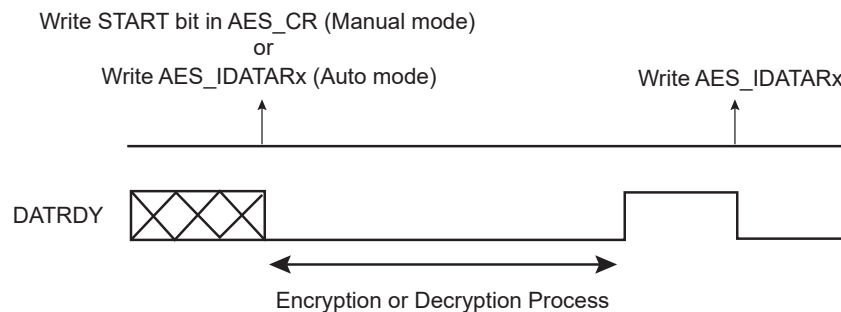 Write START bit in AES_CR (Manual mode)
or
Write AES_IDATARx (Auto mode)
Write AES_IDATARx
DATRDY
Encryption or Decryption Process